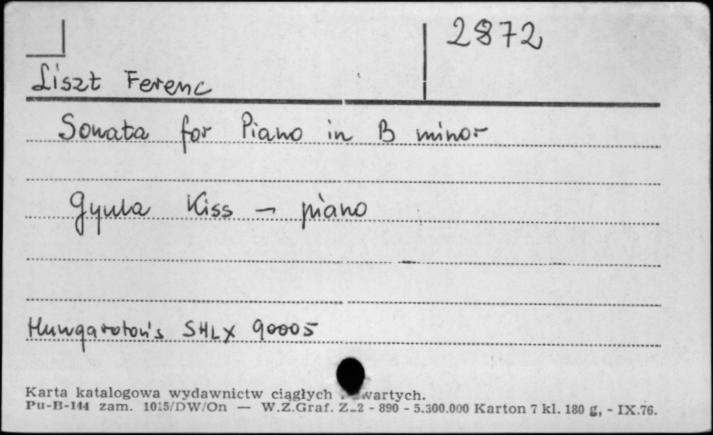 2872
Liszt Ferenc
Sonata for Piano in B minor
Gyula Kiss - piano
Hungaroton's SHLX 90005
Karta katalogowa wydawnictw ciągłych i zwartych.
Pu-B-144 zam. 1015/DW/On — W.Z.Graf. Z-2 - 890 - 5.300.000 Karton 7 kl. 180 g, - IX.76.